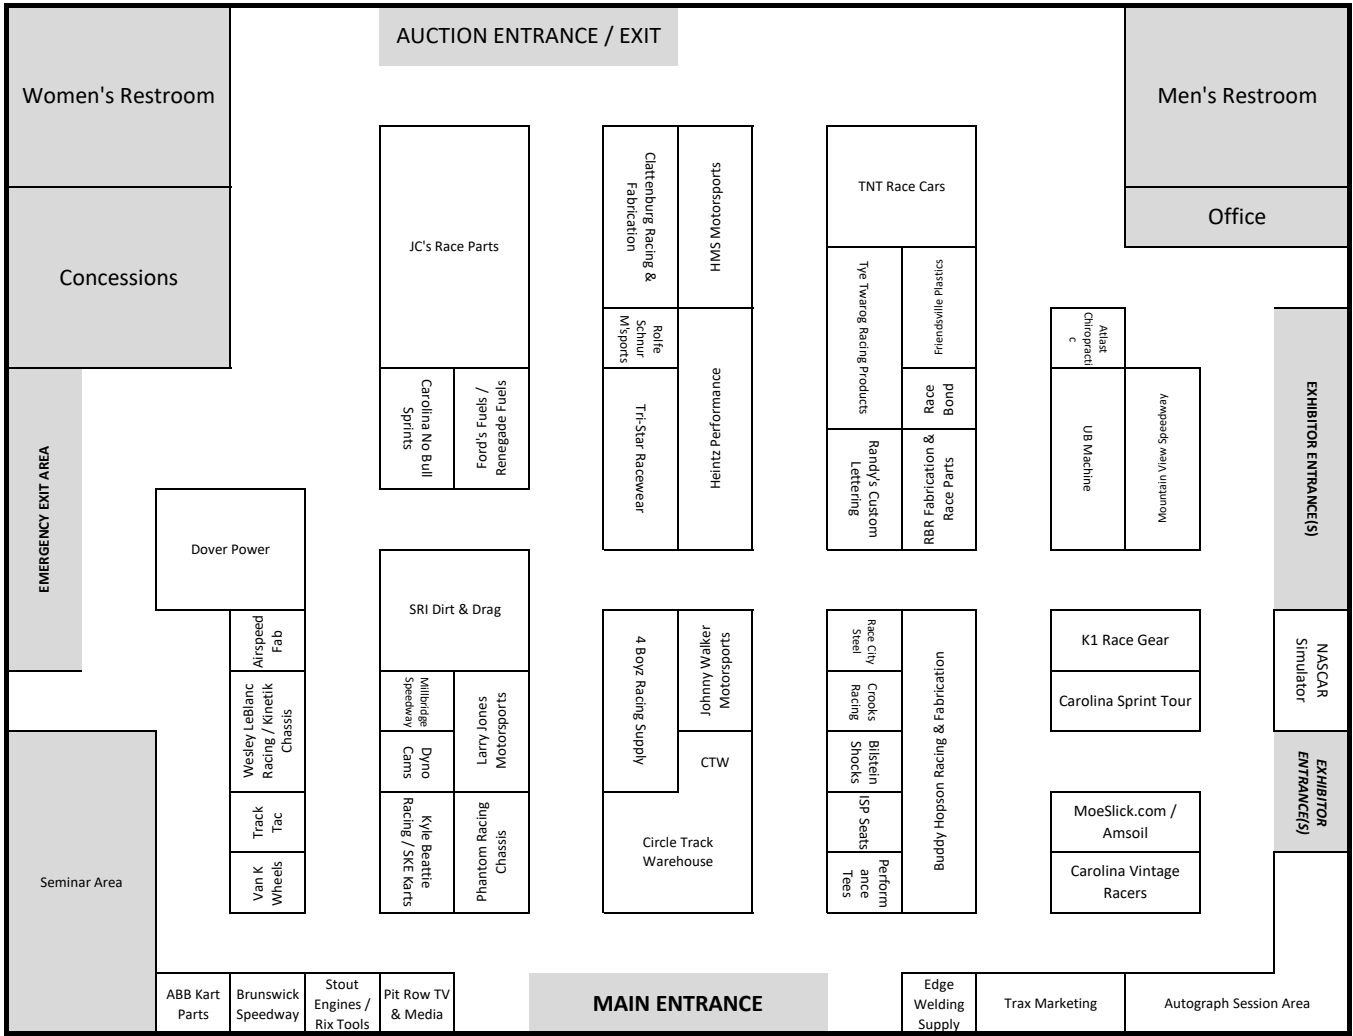 AUCTION ENTRANCE / EXIT
Women's Restroom
Men's Restroom
Office
Concessions
EMERGENCY EXIT AREA
EXHIBITOR ENTRANCE(S)
JC's Race Parts
Carolina No Bull
Sprints
Ford's Fuels /
Renegade Fuels
Clattenburg Racing &
Fabrication
HMS Motorsports
Rolfe
Schnur
M'sports
Tri-Star Racewear
Heintz Performance
TNT Race Cars
Tye Twarog Racing Products
Friendsville Plastics
Race
Bond
Randy's Custom
Lettering
RBR Fabrication &
Race Parts
Atlast
Chiropracti
c
UB Machine
Mountain View Speedway
Dover Power
Airspeed
Fab
Wesley LeBlanc
Racing / Kinetik
Chassis
Track
Tac
Van K
Wheels
SRI Dirt & Drag
Millbridge
Speedway
Larry Jones
Motorsports
Dyno
Cams
Kyle Beattie
Racing / SKE Karts
Phantom Racing
Chassis
4 Boyz Racing Supply
Johnny Walker
Motorsports
CTW
Circle Track
Warehouse
Race City
Steel
Crooks
Racing
Bilstein
Shocks
ISP Seats
Perform
ance
Tees
Buddy Hopson Racing & Fabrication
K1 Race Gear
Carolina Sprint Tour
MoeSlick.com /
Amsoil
Carolina Vintage
Racers
NASCAR
Simulator
EXHIBITOR
ENTRANCE(S)
Seminar Area
ABB Kart
Parts
Brunswick
Speedway
Stout
Engines /
Rix Tools
Pit Row TV
& Media
MAIN ENTRANCE
Edge
Welding
Supply
Trax Marketing
Autograph Session Area